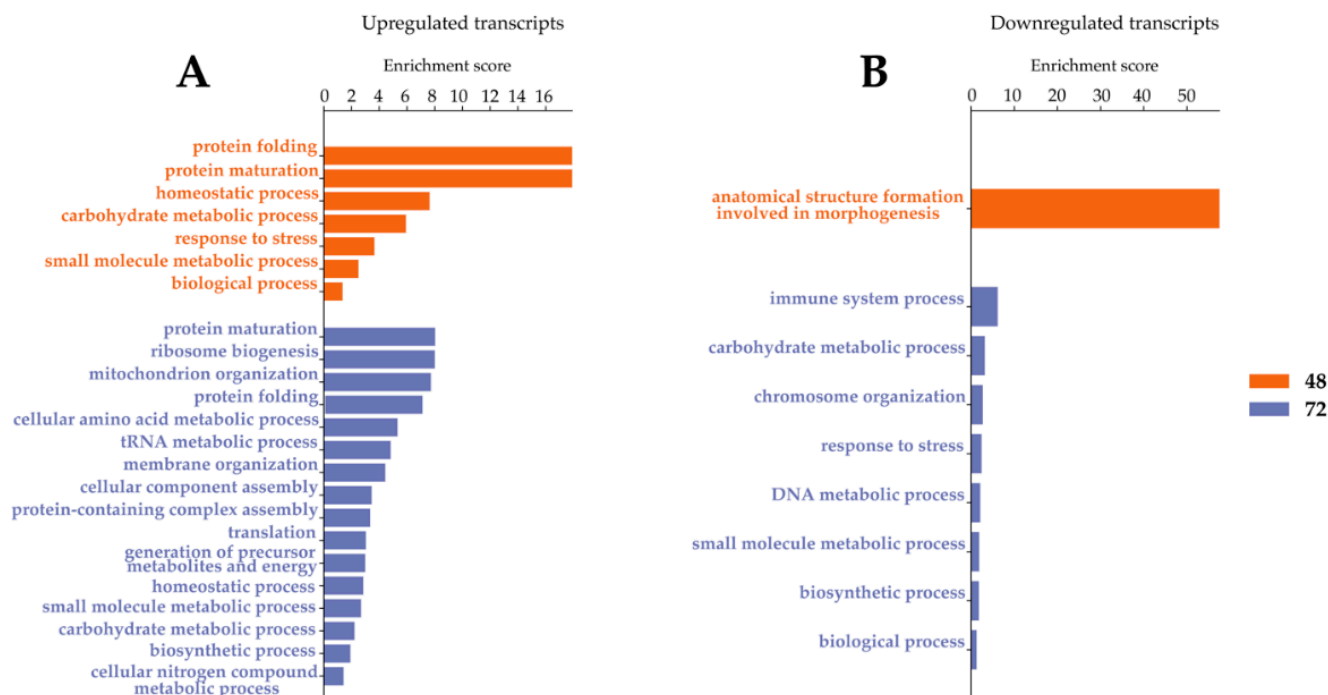 Upregulated transcripts
A
Enrichment score
0 2 4 6 8 10 12 14 16
protein folding
protein maturation
homeostatic process
carbohydrate metabolic process
response to stress
small molecule metabolic process
biological process
protein maturation
ribosome biogenesis
mitochondrion organization
protein folding
cellular amino acid metabolic process
tRNA metabolic process
membrane organization
cellular component assembly
protein-containing complex assembly
translation
generation of precursor
metabolites and energy
homeostatic process
small molecule metabolic process
carbohydrate metabolic process
biosynthetic process
cellular nitrogen compound
metabolic process
Downregulated transcripts
B
Enrichment score
0 10 20 30 40 50
anatomical structure formation
involved in morphogenesis
immune system process
carbohydrate metabolic process
chromosome organization
response to stress
DNA metabolic process
small molecule metabolic process
biosynthetic process
biological process
48
72